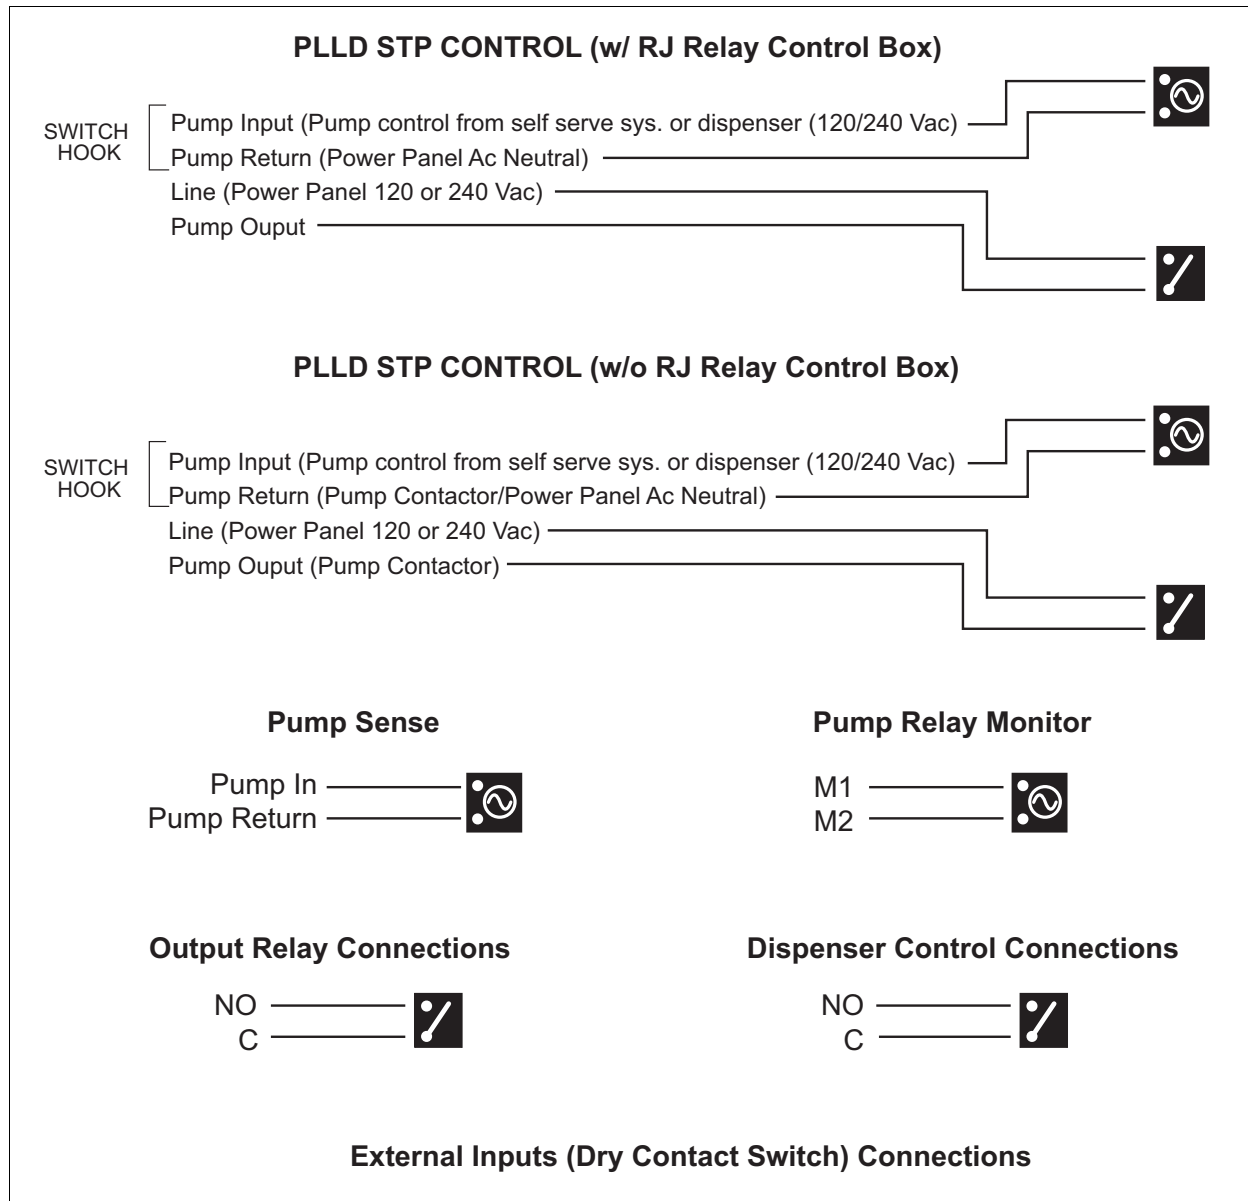 PLLD STP CONTROL (w/ RJ Relay Control Box)
SWITCH
HOOK
Pump Input (Pump control from self serve sys. or dispenser (120/240 Vac)
Pump Return (Power Panel Ac Neutral)
Line (Power Panel 120 or 240 Vac)
Pump Ouput
PLLD STP CONTROL (w/o RJ Relay Control Box)
SWITCH
HOOK
Pump Input (Pump control from self serve sys. or dispenser (120/240 Vac)
Pump Return (Pump Contactor/Power Panel Ac Neutral)
Line (Power Panel 120 or 240 Vac)
Pump Ouput (Pump Contactor)
Pump Sense
Pump In
Pump Return
Pump Relay Monitor
M1
M2
Output Relay Connections
NO
C
Dispenser Control Connections
NO
C
External Inputs (Dry Contact Switch) Connections